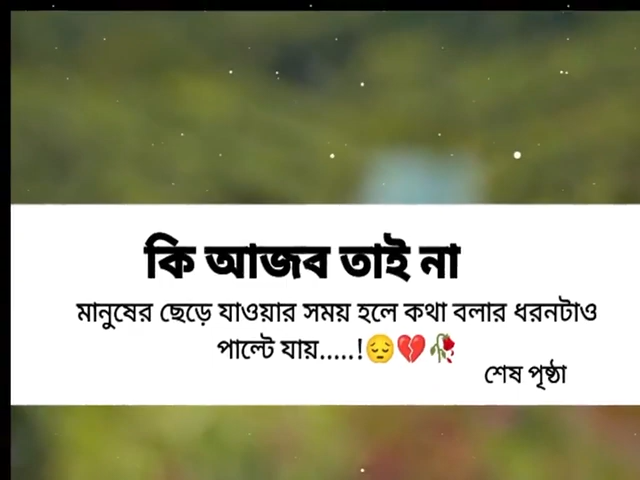 কি আজব তাই না
মানুষের ছেড়ে যাওয়ার সময় হলে কথা বলার ধরনটাও
পাল্টে যায়.....!😔💔🥀
শেষ পৃষ্ঠা